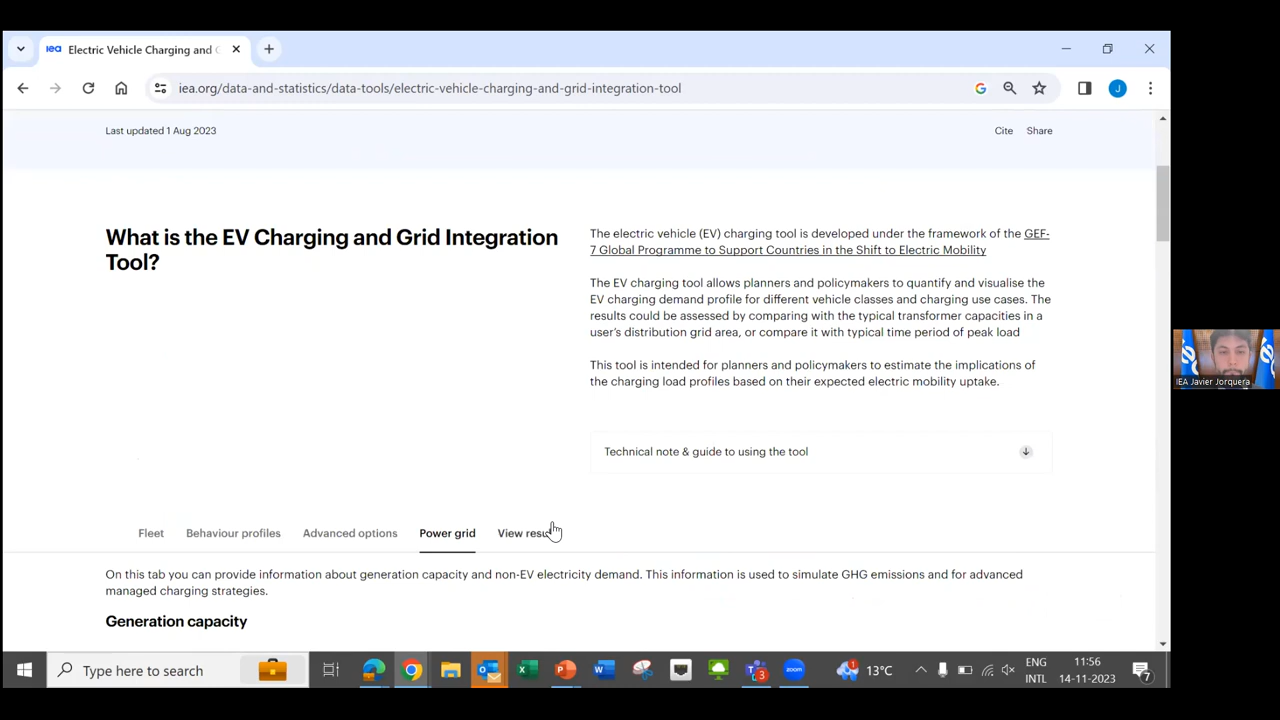 iea Electric Vehicle Charging and G
iea.org/data-and-statistics/data-tools/electric-vehicle-charging-and-grid-integration-tool
J
Last updated 1 Aug 2023
Cite Share
What is the EV Charging and Grid Integration
Tool?
The electric vehicle (EV) charging tool is developed under the framework of the GEF-
7 Global Programme to Support Countries in the Shift to Electric Mobility
The EV charging tool allows planners and policymakers to quantify and visualise the
EV charging demand profile for different vehicle classes and charging use cases. The
results could be assessed by comparing with the typical transformer capacities in a
user's distribution grid area, or compare it with typical time period of peak load
This tool is intended for planners and policymakers to estimate the implications of
the charging load profiles based on their expected electric mobility uptake.
IEA Javier Jorquera
Technical note & guide to using the tool
Fleet Behaviour profiles Advanced options Power grid View resu
On this tab you can provide information about generation capacity and non-EV electricity demand. This information is used to simulate GHG emissions and for advanced
managed charging strategies.
Generation capacity
Type here to search
zoom
3
1
13°C
ENG
INTL
11:56
14-11-2023
7